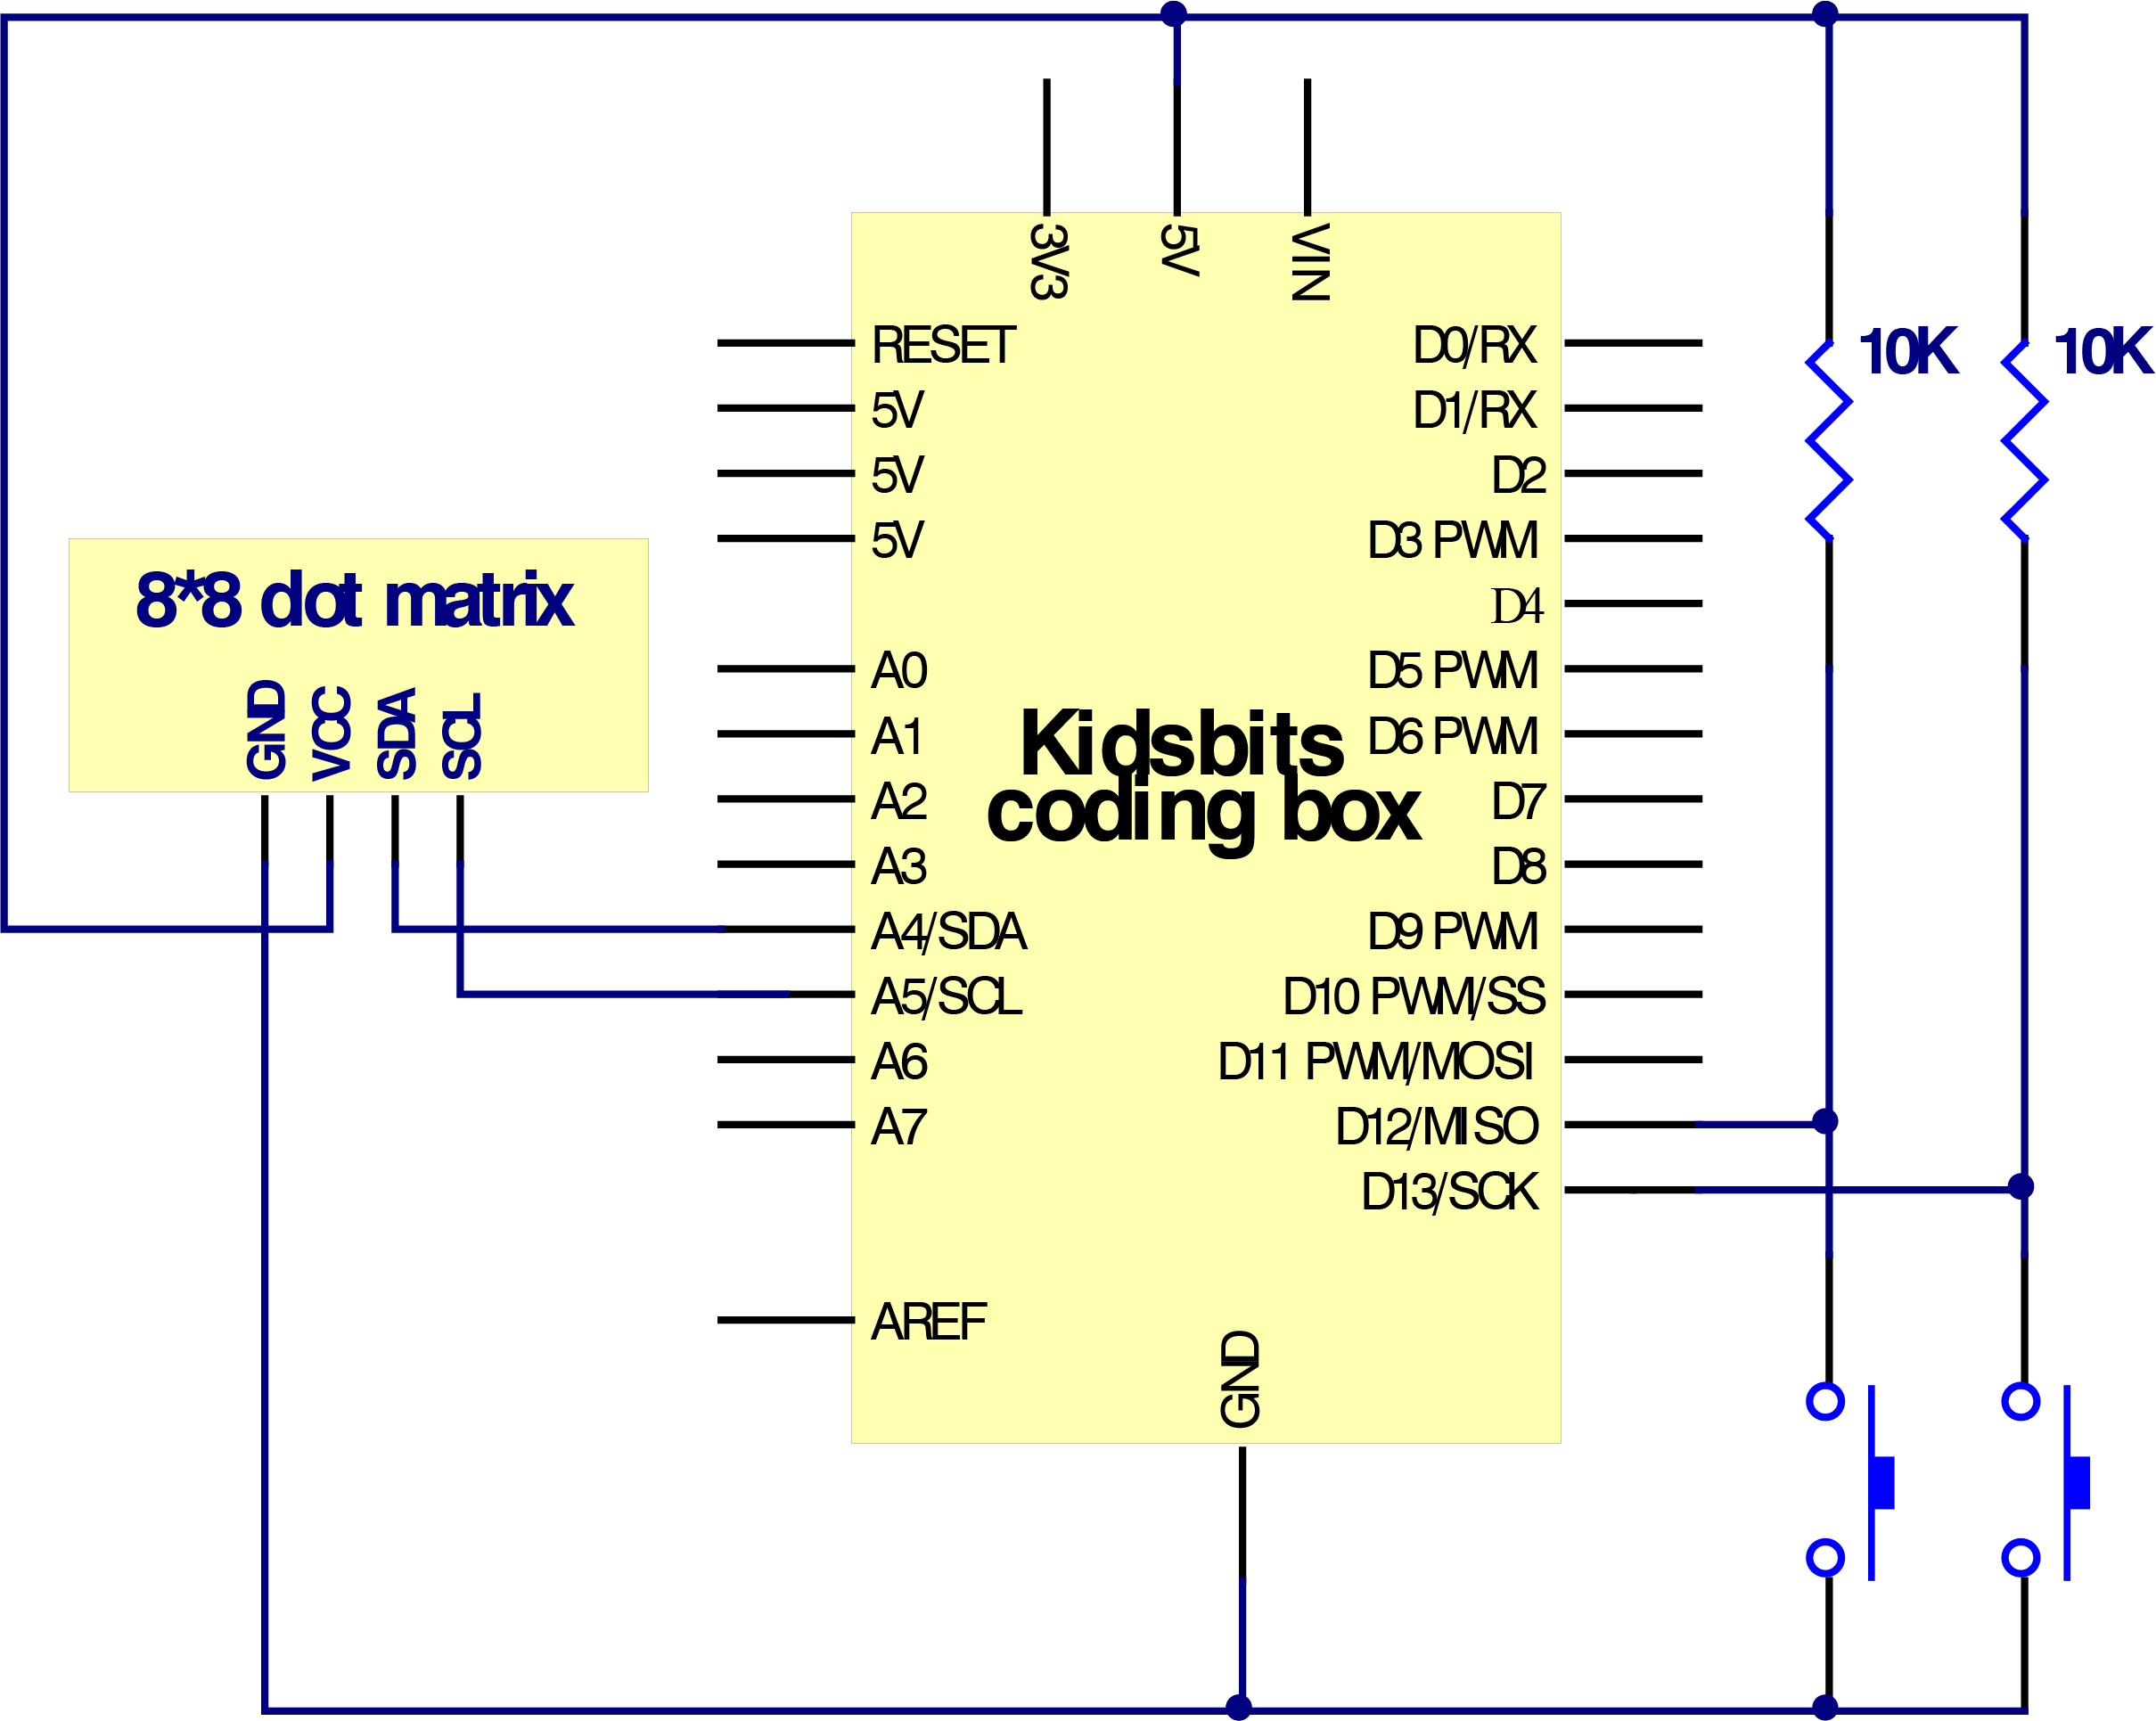 3V3
5V
VIN
RESET
5V
5V
5V
A0
A1
A2
A3
A4/SDA
A5/SCL
A6
A7
AREF
D0/RX
D1/RX
D2
D3 PWM
D4
D5 PWM
D6 PWM
D7
D8
D9 PWM
D10 PWM/SS
D11 PWM/MOSI
D12/MISO
D13/SCK
GND
Kidsbits
coding box
8*8 dot matrix
GND
VCC
SDA
SCL
10K
10K